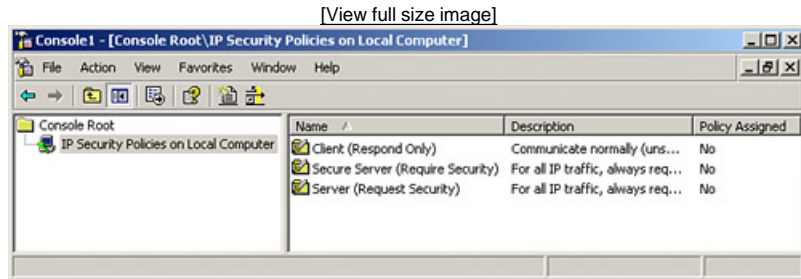 [View full size image]
Console1 - [Console Root\IP Security Policies on Local Computer]
File Action View Favorites Window Help
Console Root
IP Security Policies on Local Computer
Name Description Policy Assigned
Client (Respond Only) Communicate normally (uns... No
Secure Server (Require Security) For all IP traffic, always req... No
Server (Request Security) For all IP traffic, always req... No